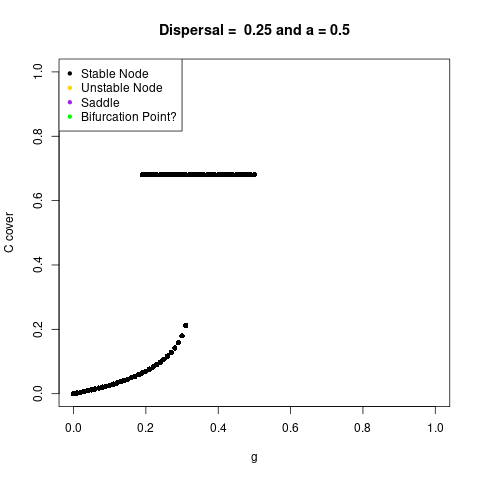 Dispersal =  0.25 and a = 0.5
Stable Node
Unstable Node
Saddle
Bifurcation Point?
C cover
1.0
0.8
0.6
0.4
0.2
0.0
0.0 0.2 0.4 0.6 0.8 1.0
g